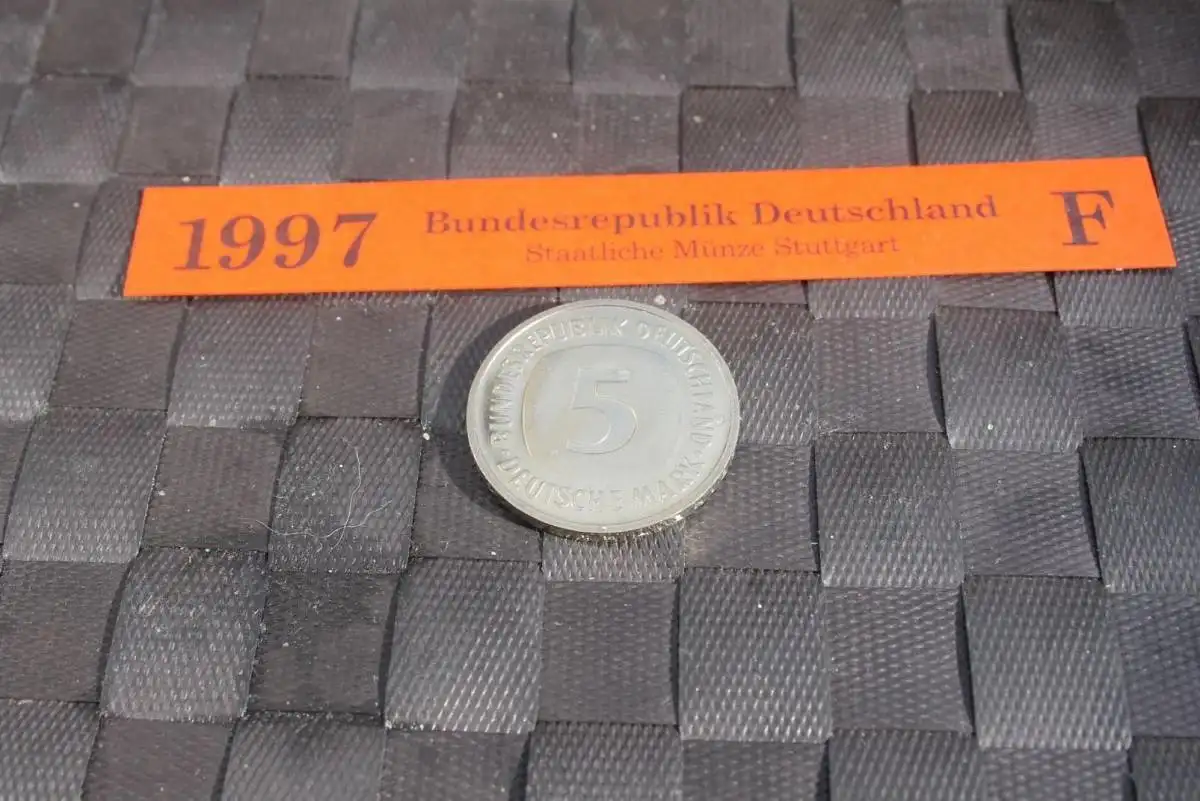 1997 Bundesrepublik Deutschland F
Staatliche Münze Stuttgart
BUNDESREPUBLIK DEUTSCHLAND
5
DEUTSCHE MARK